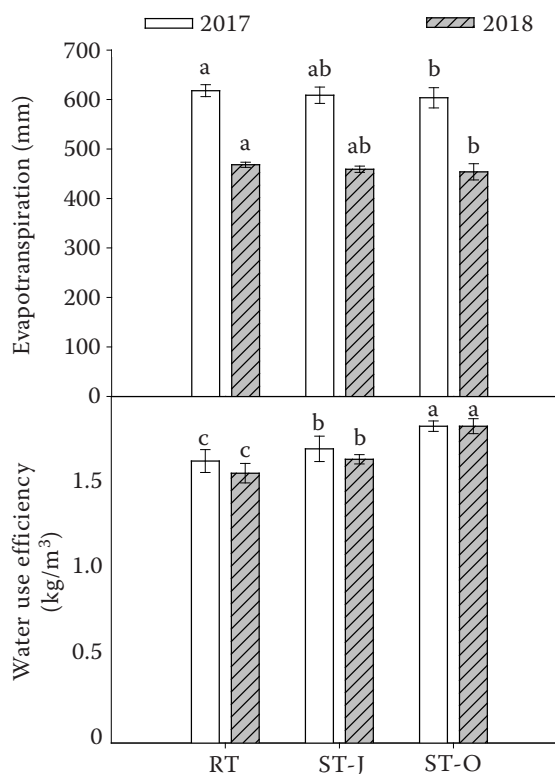 2017 2018
700
600
500
400
300
200
100
0
Evapotranspiration (mm)
a ab b
a ab b
1.5
1.0
0.5
0
Water use efficiency
(kg/m³)
c c b b a a
RT ST-J ST-O